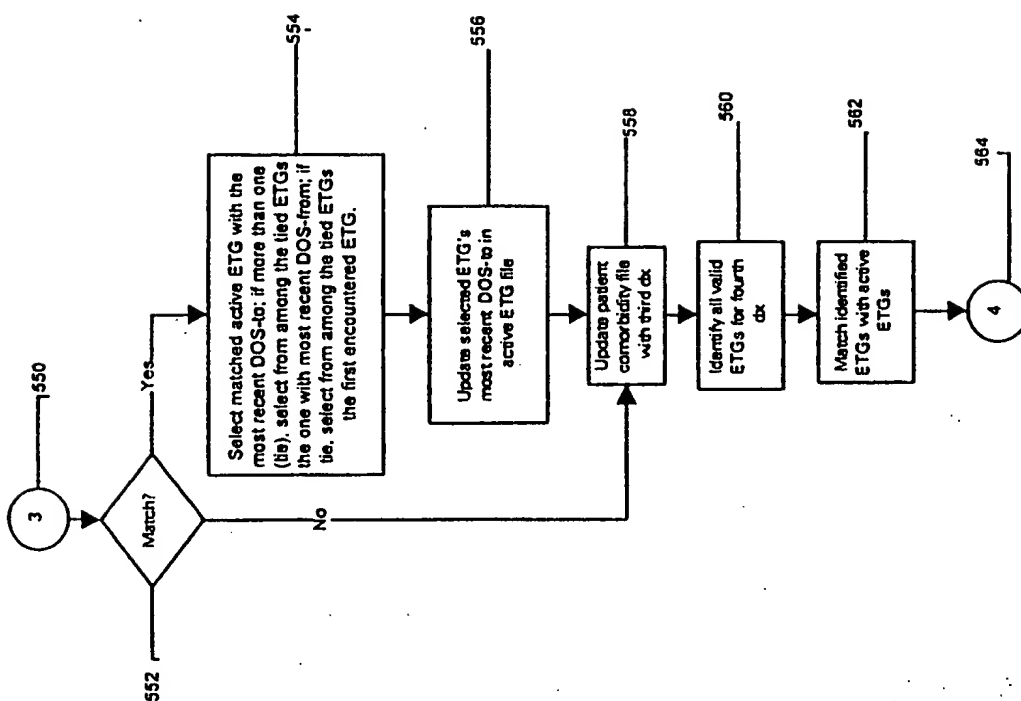 3
550
552
Match?
Yes
No
Select matched active ETG with the
most recent DOS-to; if more than one
(tie), select from among the tied ETGs
the one with most recent DOS-from; if
tie, select from among the tied ETGs
the first encountered ETG.
554
Update selected ETG's
most recent DOS-to in
active ETG file
556
Update patient
comorbidity file
with third dx
558
Identify all valid
ETGs for fourth
dx
560
Match identified
ETGs with active
ETGs
562
4
564